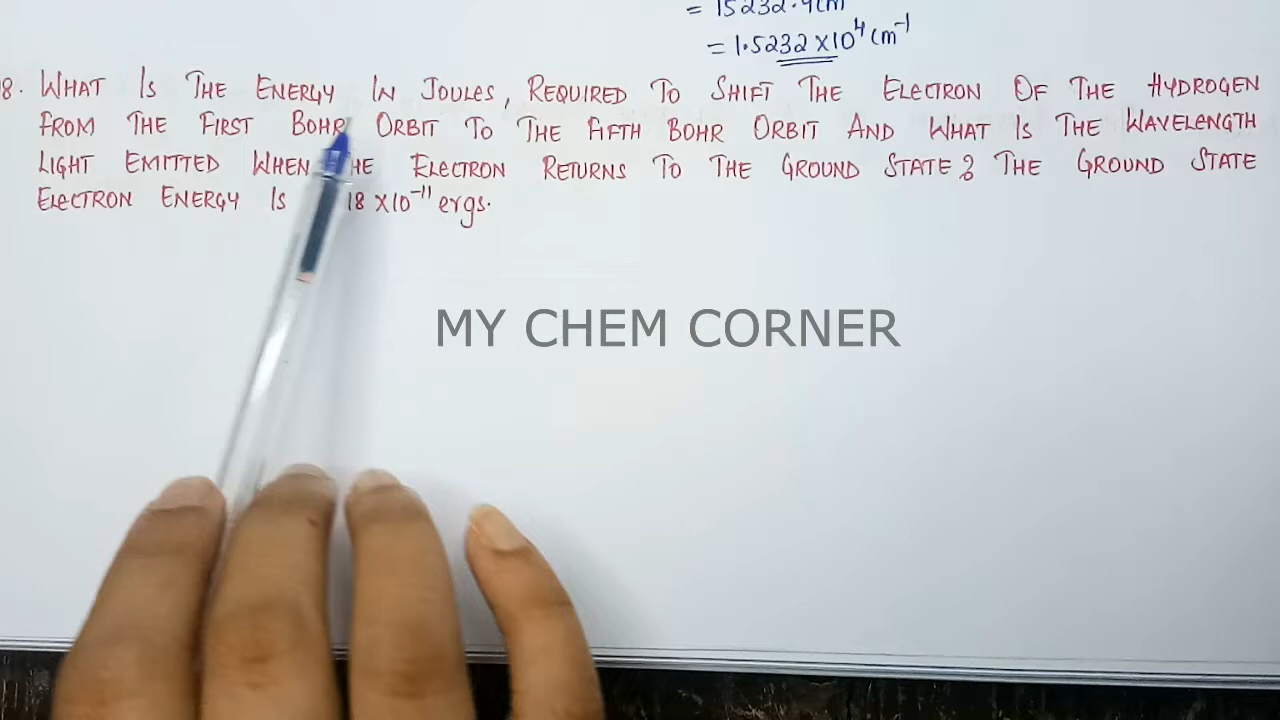 = 15232.4cm
= 1.5232 x10⁴ cm⁻¹
18. WHAT IS THE ENERGY IN JOULES, REQUIRED TO SHIFT THE ELECTRON OF THE HYDROGEN
FROM THE FIRST BOHR ORBIT TO THE FIFTH BOHR ORBIT AND WHAT IS THE WAVELENGTH
LIGHT EMITTED WHEN THE ELECTRON RETURNS TO THE GROUND STATE? THE GROUND STATE
ELECTRON ENERGY IS 18 x10⁻¹¹ ergs.
MY CHEM CORNER